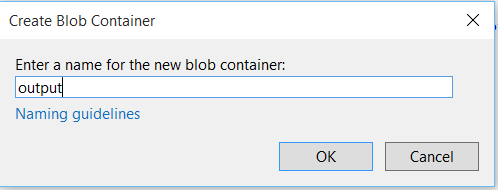 Create Blob Container
Enter a name for the new blob container:
output
Naming guidelines
OK
Cancel